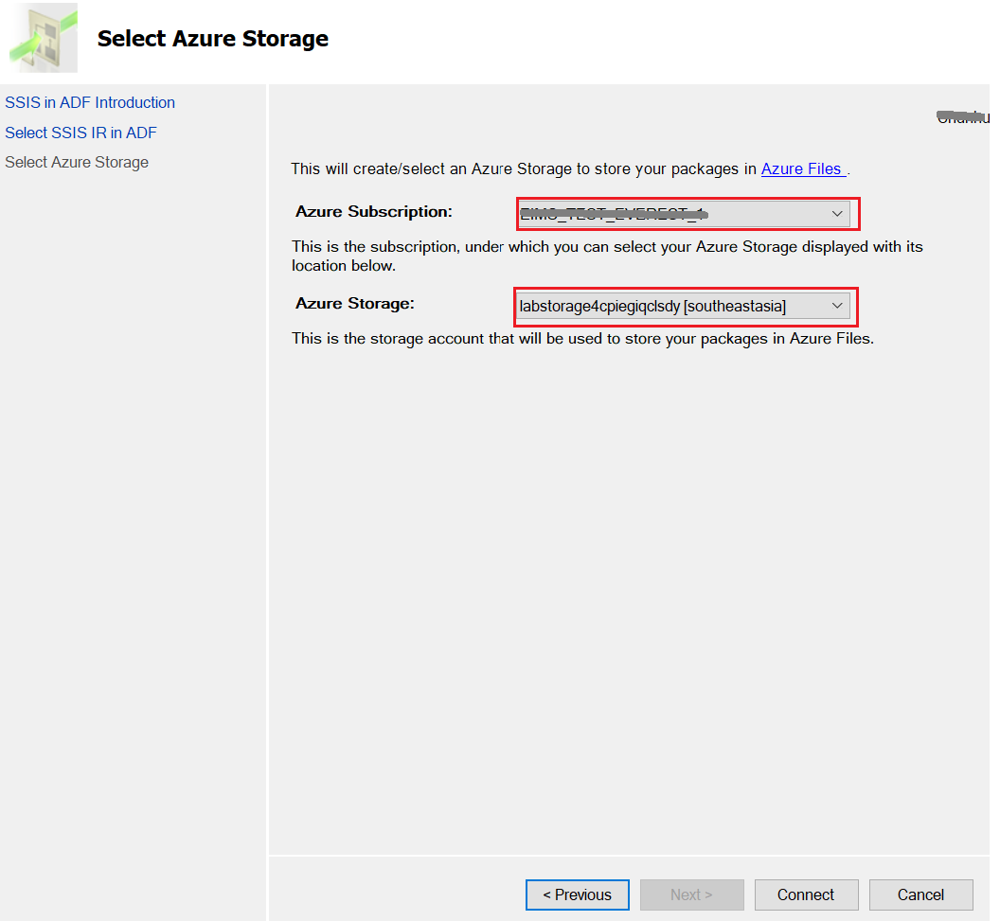 Select Azure Storage
SSIS in ADF Introduction
Select SSIS IR in ADF
Select Azure Storage
This will create/select an Azure Storage to store your packages in Azure Files .
Azure Subscription:
This is the subscription, under which you can select your Azure Storage displayed with its
location below.
Azure Storage: labstorage4cpiegiqclsdy [southeastasia]
This is the storage account that will be used to store your packages in Azure Files.
< Previous Next > Connect Cancel